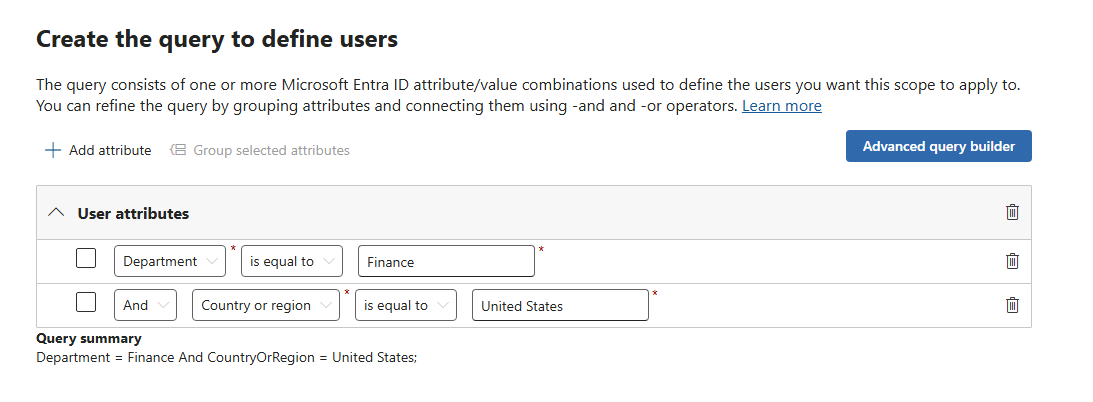 Create the query to define users
The query consists of one or more Microsoft Entra ID attribute/value combinations used to define the users you want this scope to apply to.
You can refine the query by grouping attributes and connecting them using -and and -or operators. Learn more
Add attribute Group selected attributes Advanced query builder
User attributes
Department * is equal to Finance *
And Country or region * is equal to United States *
Query summary
Department = Finance And CountryOrRegion = United States;